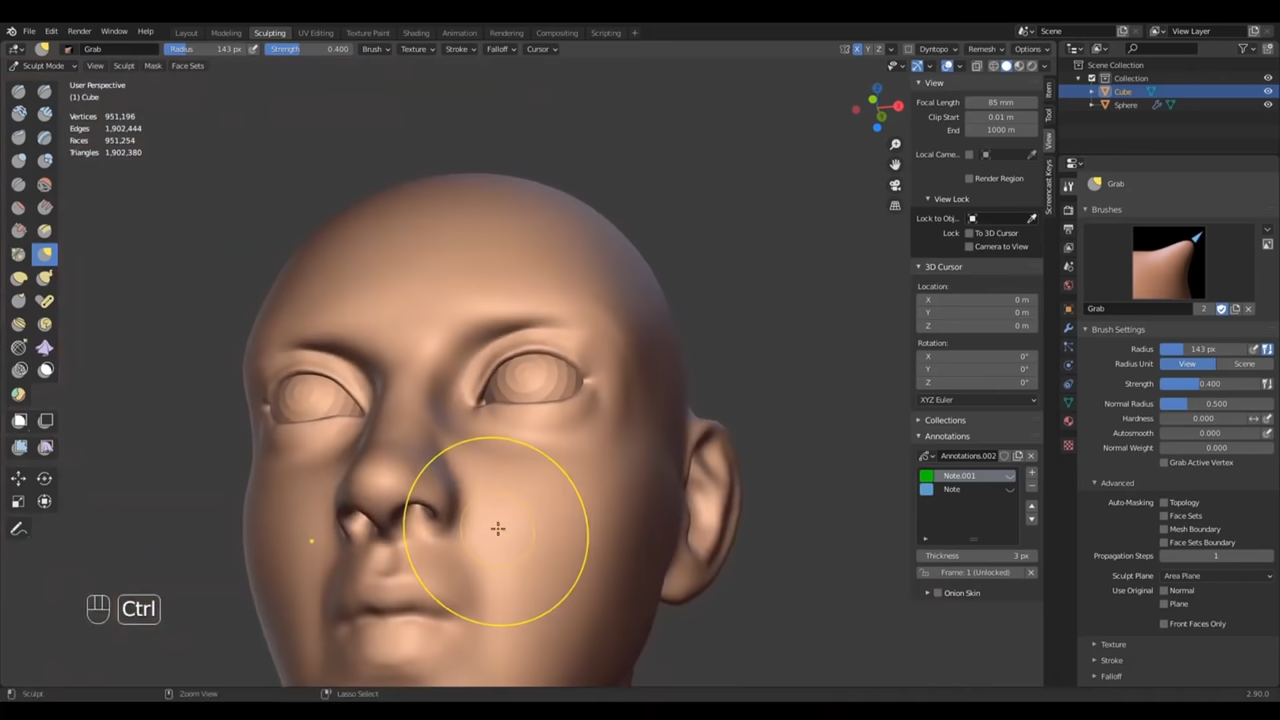 File Edit Render Window Help Layout Modeling Sculpting UV Editing Texture Paint Shading Animation Rendering Compositing Scripting + Scene View Layer
Grab Radius 143 px Strength 0.400 Brush Texture Stroke Falloff Cursor X Y Z Dyntopo Remesh Options
Sculpt Mode View Sculpt Mask Face Sets
User Perspective
(1) Cube
Vertices 951,196
Edges 1,902,444
Faces 951,254
Triangles 1,902,380
Ctrl
View
Focal Length 85 mm
Clip Start 0.01 m
End 1000 m
Local Came...
Render Region
View Lock
Lock to Obj...
Lock To 3D Cursor
Camera to View
3D Cursor
Location:
X 0 m
Y 0 m
Z 0 m
Rotation:
X 0°
Y 0°
Z 0°
XYZ Euler
Collections
Annotations
Annotations.002
Note.001
Note
Thickness 3 px
Frame: 1 (Unlocked)
Onion Skin
Item
Tool
View
Screencast Keys
Scene Collection
Collection
Cube
Sphere
Grab
Brushes
Grab 2
Brush Settings
Radius 143 px
Radius Unit View Scene
Strength 0.400
Normal Radius 0.500
Hardness 0.000
Autosmooth 0.000
Normal Weight 0.000
Grab Active Vertex
Advanced
Auto-Masking Topology
Face Sets
Mesh Boundary
Face Sets Boundary
Propagation Steps 1
Sculpt Plane Area Plane
Use Original Normal
Plane
Front Faces Only
Texture
Stroke
Falloff
Sculpt Zoom View Lasso Select 2.90.0